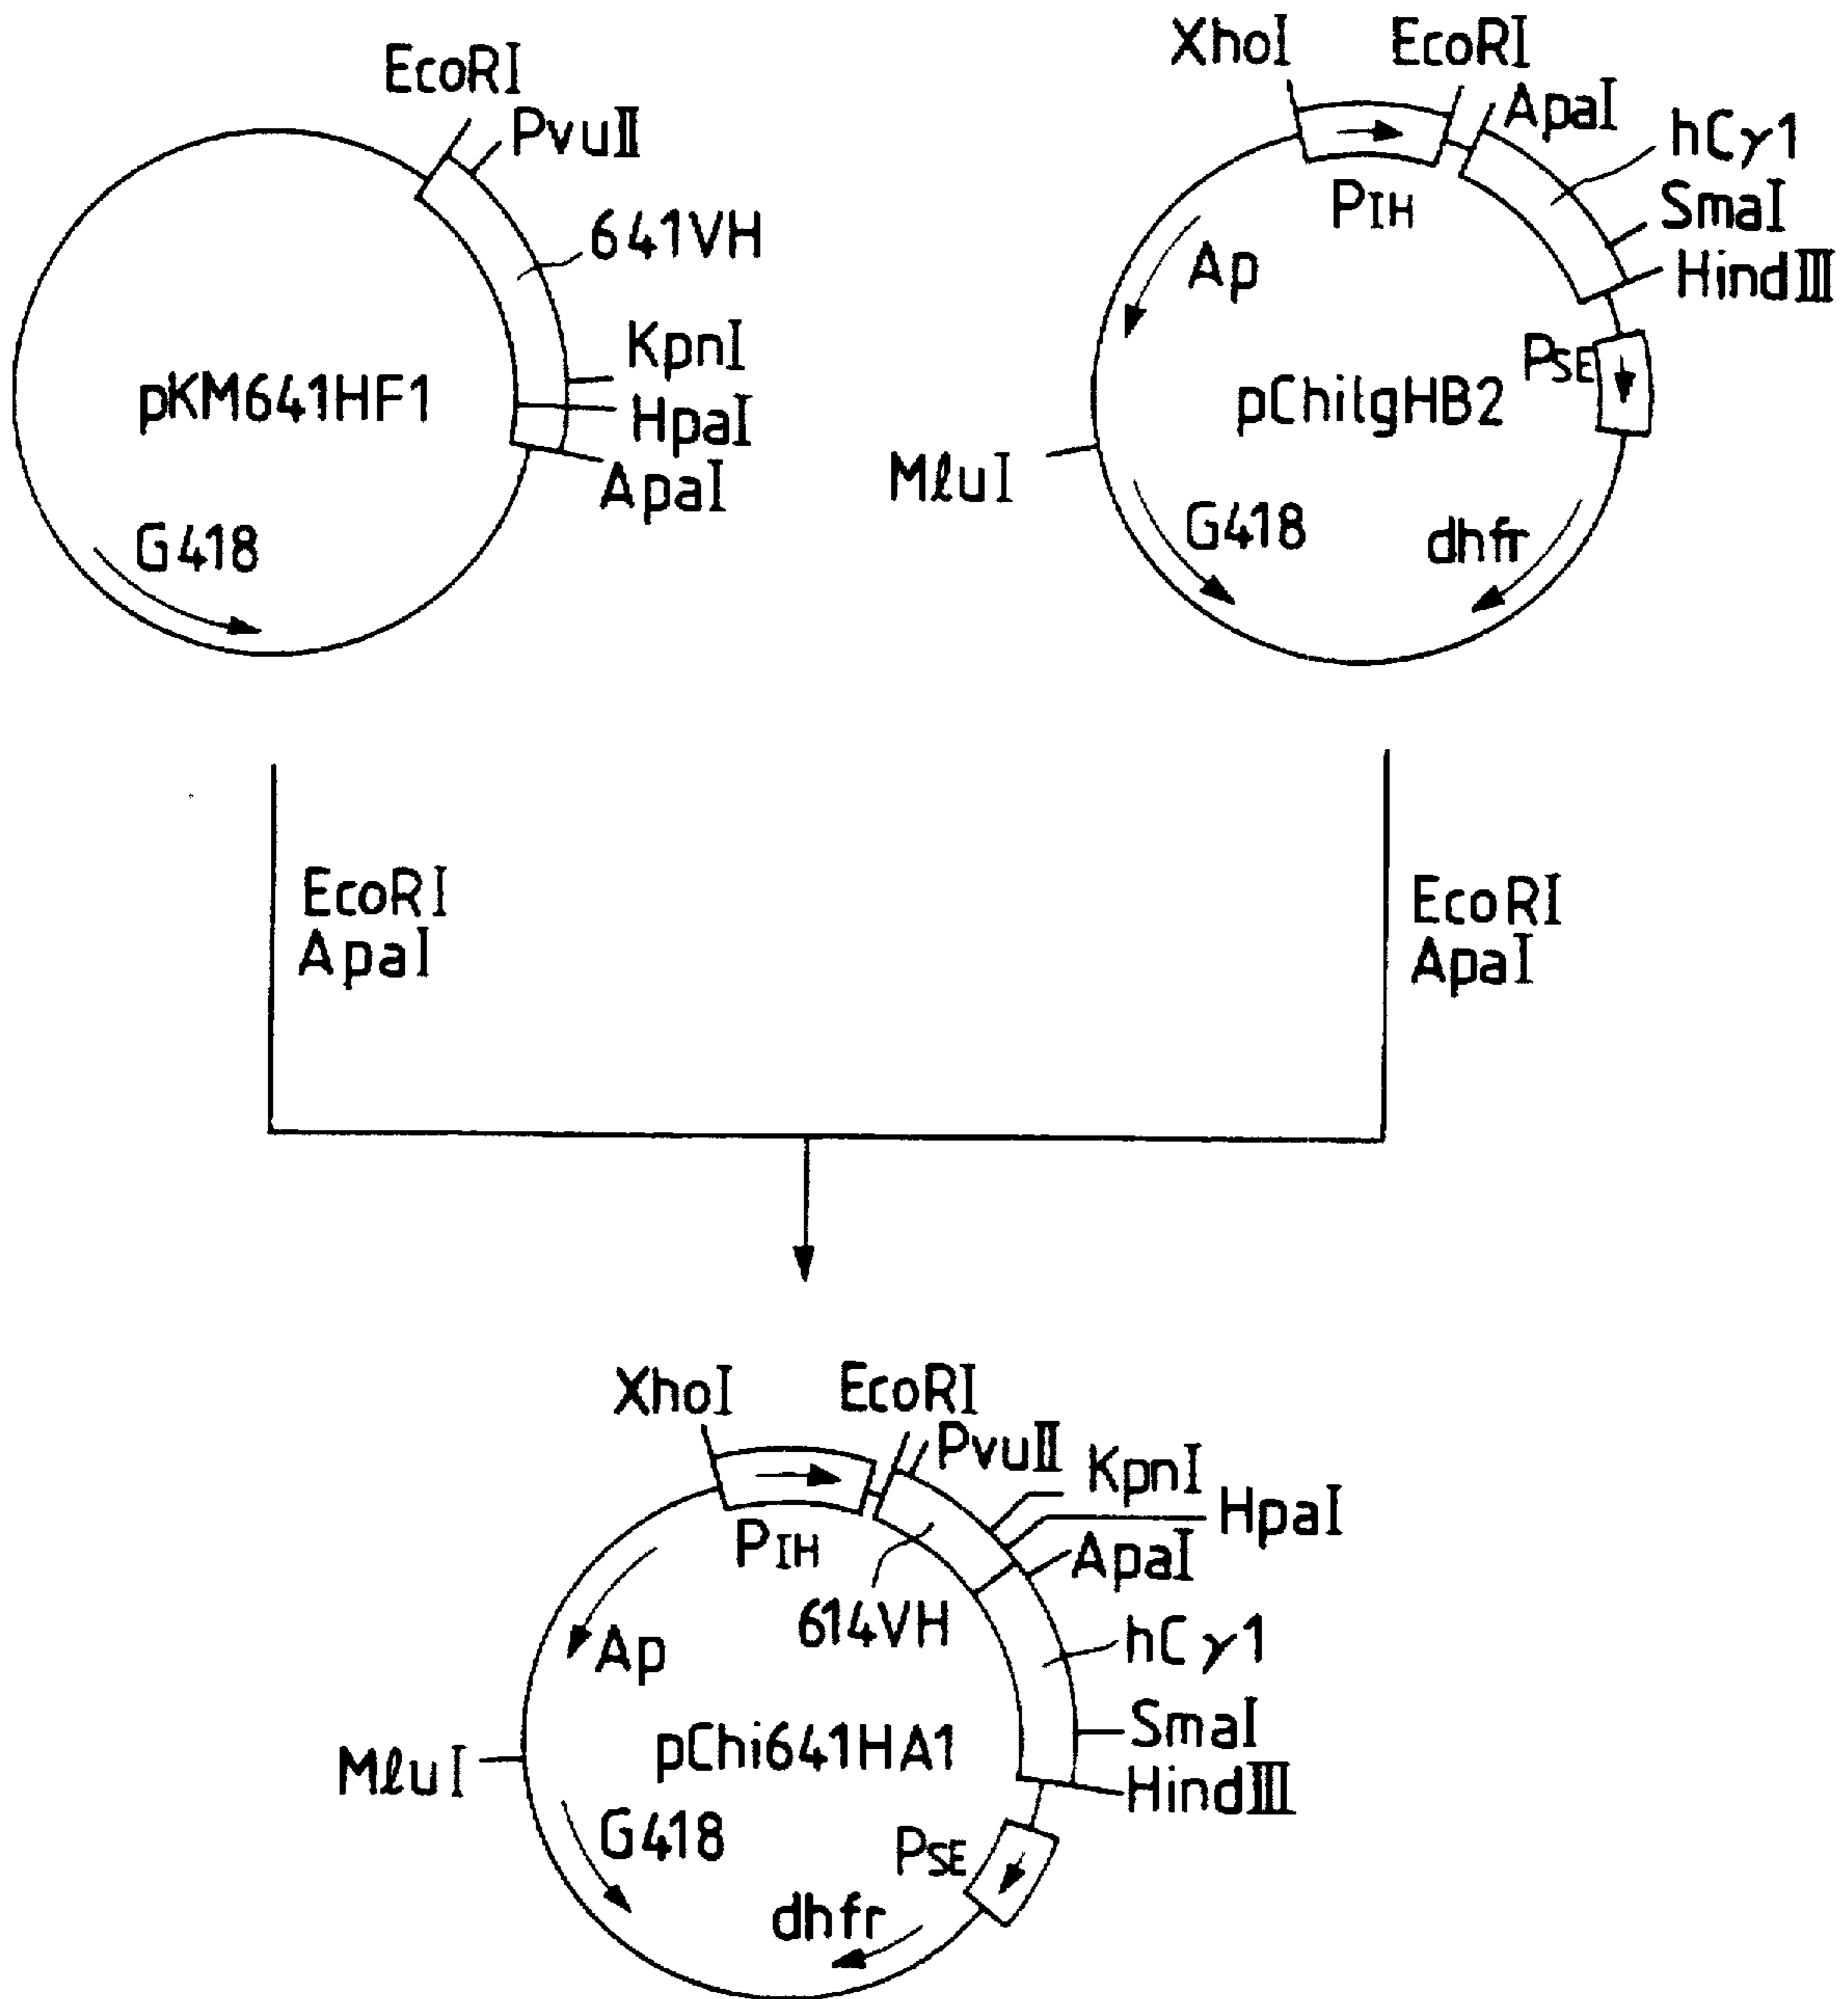 EcoRI
PvuII
641VH
KpnI
HpaI
ApaI
pKM641HF1
G418
XhoI
EcoRI
ApaI
hCγ1
SmaI
HindIII
PIH
Ap
PSE
pChiIgHB2
MluI
G418
dhfr
EcoRI
ApaI
EcoRI
ApaI
XhoI
EcoRI
PvuII
KpnI
HpaI
ApaI
PIH
614VH
hCγ1
Ap
SmaI
pChi641HA1
MluI
HindIII
G418
PSE
dhfr